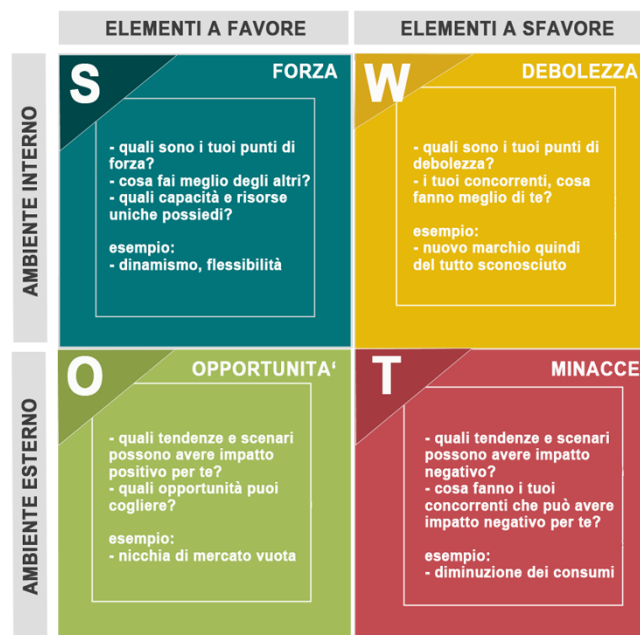 ELEMENTI A FAVORE
ELEMENTI A SFAVORE
AMBIENTE INTERNO
S
FORZA
- quali sono i tuoi punti di
forza?
- cosa fai meglio degli altri?
- quali capacità e risorse
uniche possiedi?
esempio:
- dinamismo, flessibilità
W
DEBOLEZZA
- quali sono i tuoi punti di
debolezza?
- i tuoi concorrenti, cosa
fanno meglio di te?
esempio:
- nuovo marchio quindi
del tutto sconosciuto
AMBIENTE ESTERNO
O
OPPORTUNITA‘
- quali tendenze e scenari
possono avere impatto
positivo per te?
- quali opportunità puoi
cogliere?
esempio:
- nicchia di mercato vuota
T
MINACCE
- quali tendenze e scenari
possono avere impatto
negativo?
- cosa fanno i tuoi
concorrenti che può avere
impatto negativo per te?
esempio:
- diminuzione dei consumi